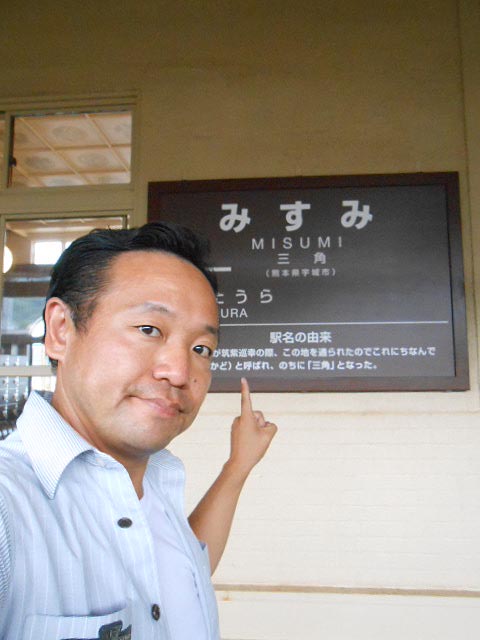 みすみ
MISUMI
三角
(熊本県宇城市)
こうら
URA
駅名の由来
が筑紫巡幸の際、この地を通られたのでこれにちなんで
かど)と呼ばれ、のちに「三角」となった。